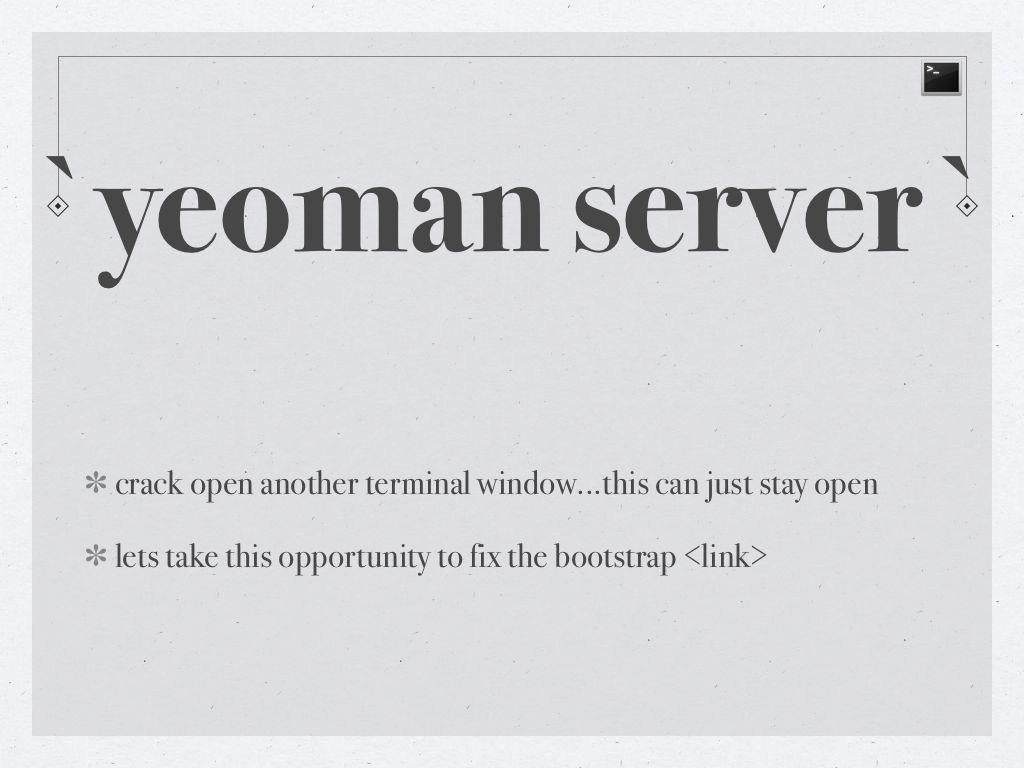 >_
yeoman server
✻ crack open another terminal window...this can just stay open
✻ lets take this opportunity to fix the bootstrap <link>